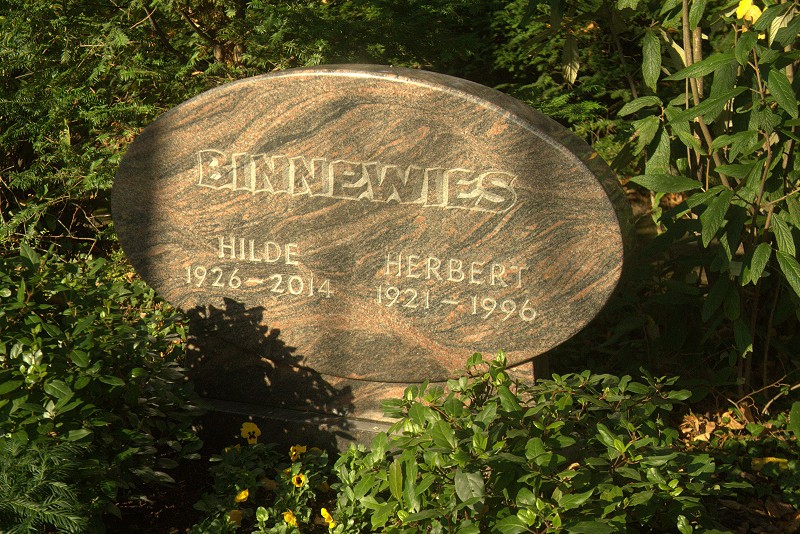 BINNEWIES
HILDE HERBERT
1926 – 2014 1921 – 1996